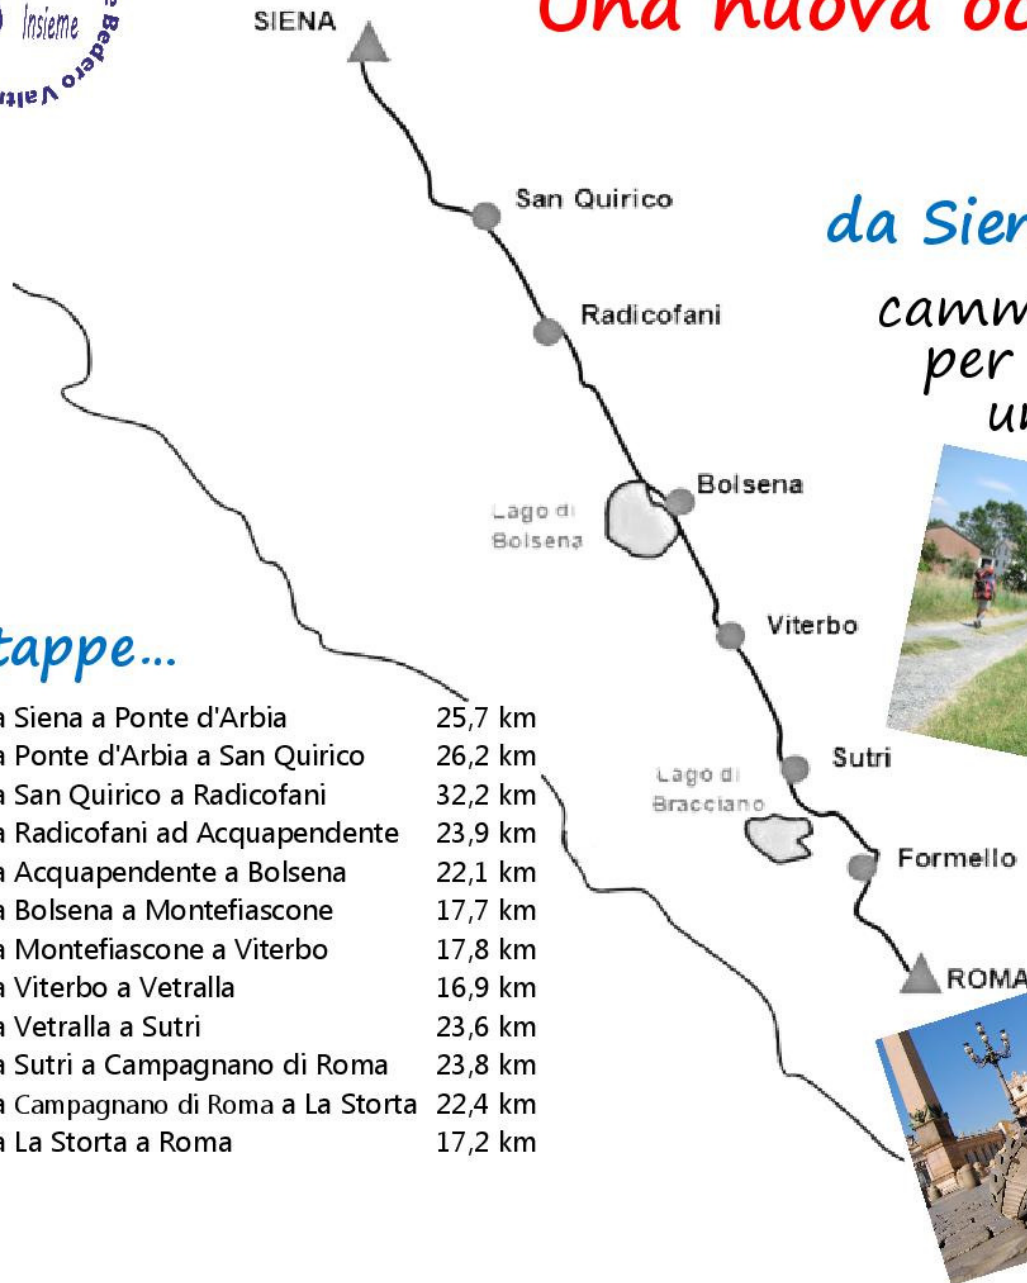 Insieme
Bedero
SIENA
Una nuova
San Quirico
Radicofani
Bolsena
Lago di
Bolsena
Viterbo
Sutri
Lago di
Bracciano
Formello
ROMA
da
per
tappe...
a Siena a Ponte d'Arbia 25,7 km
a Ponte d'Arbia a San Quirico 26,2 km
a San Quirico a Radicofani 32,2 km
a Radicofani ad Acquapendente 23,9 km
a Acquapendente a Bolsena 22,1 km
a Bolsena a Montefiascone 17,7 km
a Montefiascone a Viterbo 17,8 km
a Viterbo a Vetralla 16,9 km
a Vetralla a Sutri 23,6 km
a Sutri a Campagnano di Roma 23,8 km
a Campagnano di Roma a La Storta 22,4 km
a La Storta a Roma 17,2 km